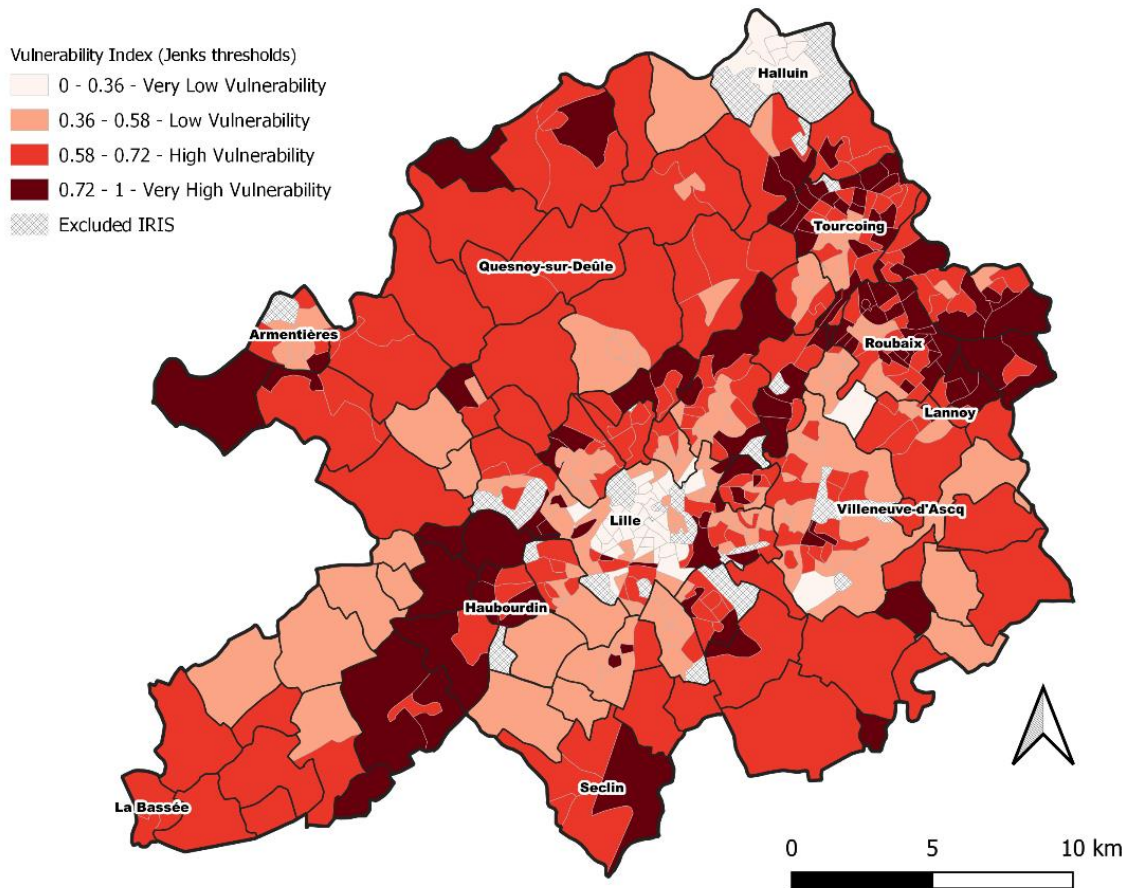 Vulnerability Index (Jenks thresholds)
0 - 0.36 - Very Low Vulnerability
0.36 - 0.58 - Low Vulnerability
0.58 - 0.72 - High Vulnerability
0.72 - 1 - Very High Vulnerability
Excluded IRIS
Halluin
Tourcoing
Quesnoy-sur-Deûle
Armentières
Roubaix
Lannoy
Villeneuve-d'Ascq
Lille
Haubourdin
Seclin
La Bassée
0 5 10 km